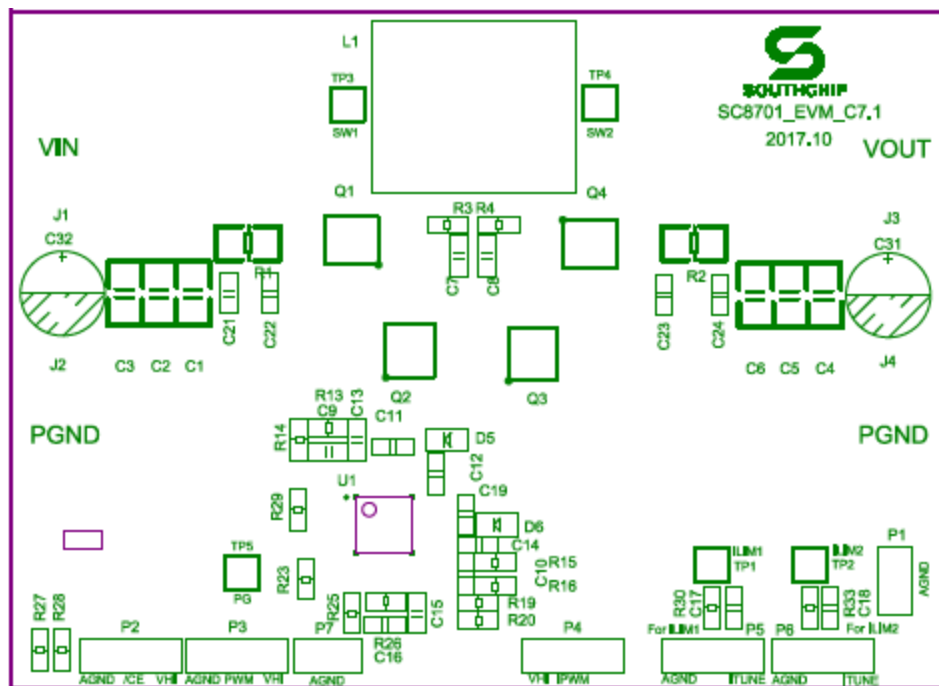 L1
TP3
TP4
SOUTHCHIP
SW1
SW2
SC8701_EVM_C7.1
2017.10
VIN
VOUT
Q1
Q4
J1
R3 R4
J3
C32
C31
R1
R2
C7
C8
C21
C22
C23
C24
J2
C3 C2 C1
C6 C5 C4
J4
Q2
Q3
R13
C9
C13
C11
PGND
R14
D5
PGND
C12
U1
C19
R29
D6
P1
TP5
C14
ILIM1
TP1
ILIM2
TP2
R23
C10
R15
AGND
PG
R16
R27
R28
R25
C15
R19
R30
C17
R33
C18
P2
P3
P7
R26
R20
P4
For ILIM1
P5
P6
For ILIM2
C16
AGND /CE VHI
AGND PWM VHI
AGND
VHI PWM
AGND
ITUNE
AGND
ITUNE